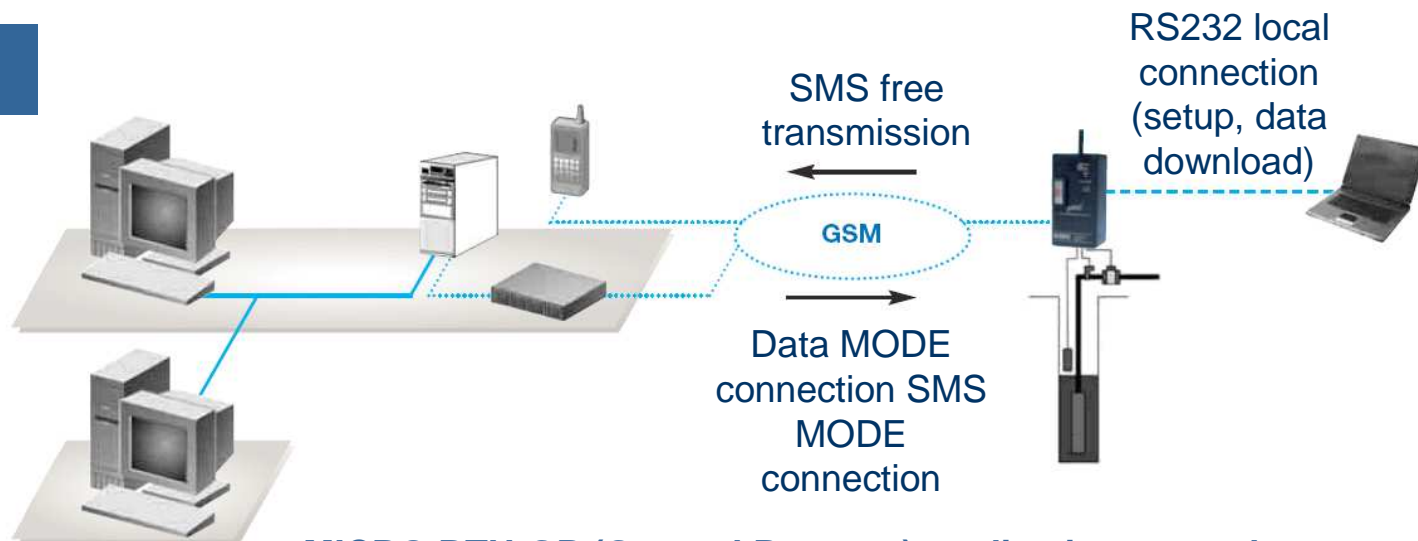 RS232 local
connection
(setup, data
download)
SMS free
transmission
GSM
Data MODE
connection SMS
MODE
connection